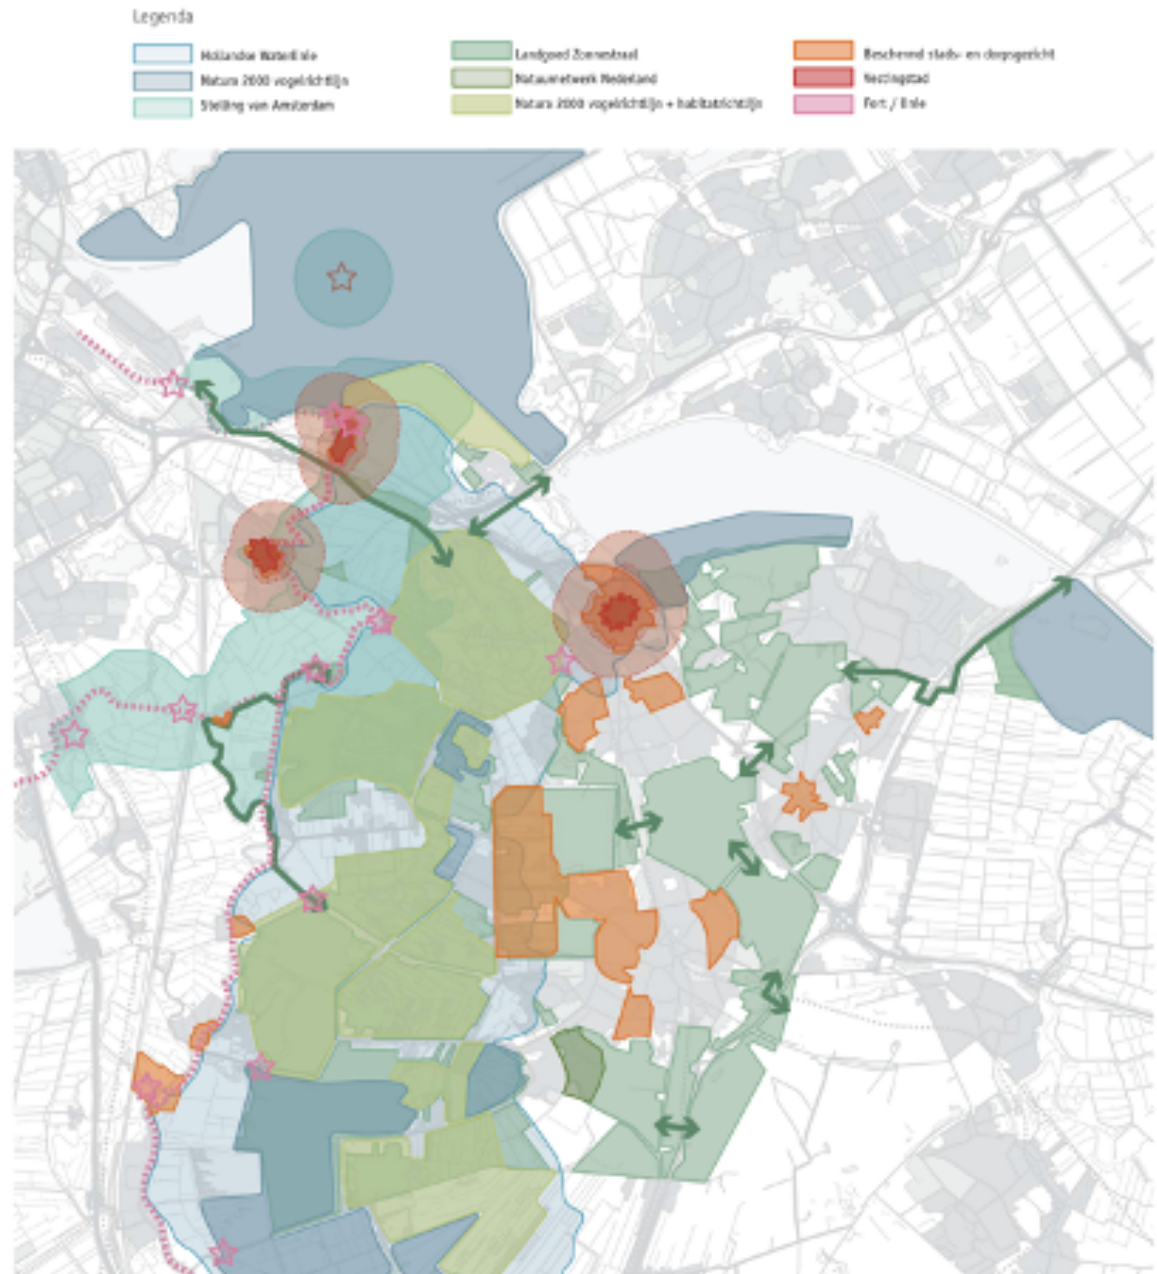 Legenda
Hollandse Waterlinie
Natura 2000 vogelrichtlijn
Stelling van Amsterdam
Landgoed Zonnestraal
Natuurnetwerk Nederland
Natura 2000 vogelrichtlijn + habitatrichtlijn
Beschermd stads- en dorpsgezicht
Vestingstad
Fort / linie